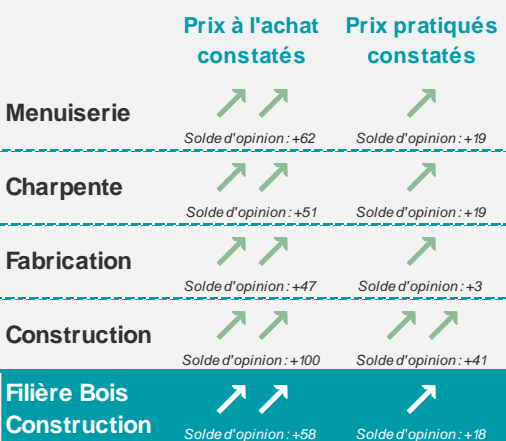 Prix à l'achat Prix pratiqués
constatés constatés
Menuiserie
Solde d'opinion : +62 Solde d'opinion : +19
Charpente
Solde d'opinion : +51 Solde d'opinion : +19
Fabrication
Solde d'opinion : +47 Solde d'opinion : +3
Construction
Solde d'opinion : +100 Solde d'opinion : +41
Filière Bois
Construction
Solde d'opinion : +58 Solde d'opinion : +18